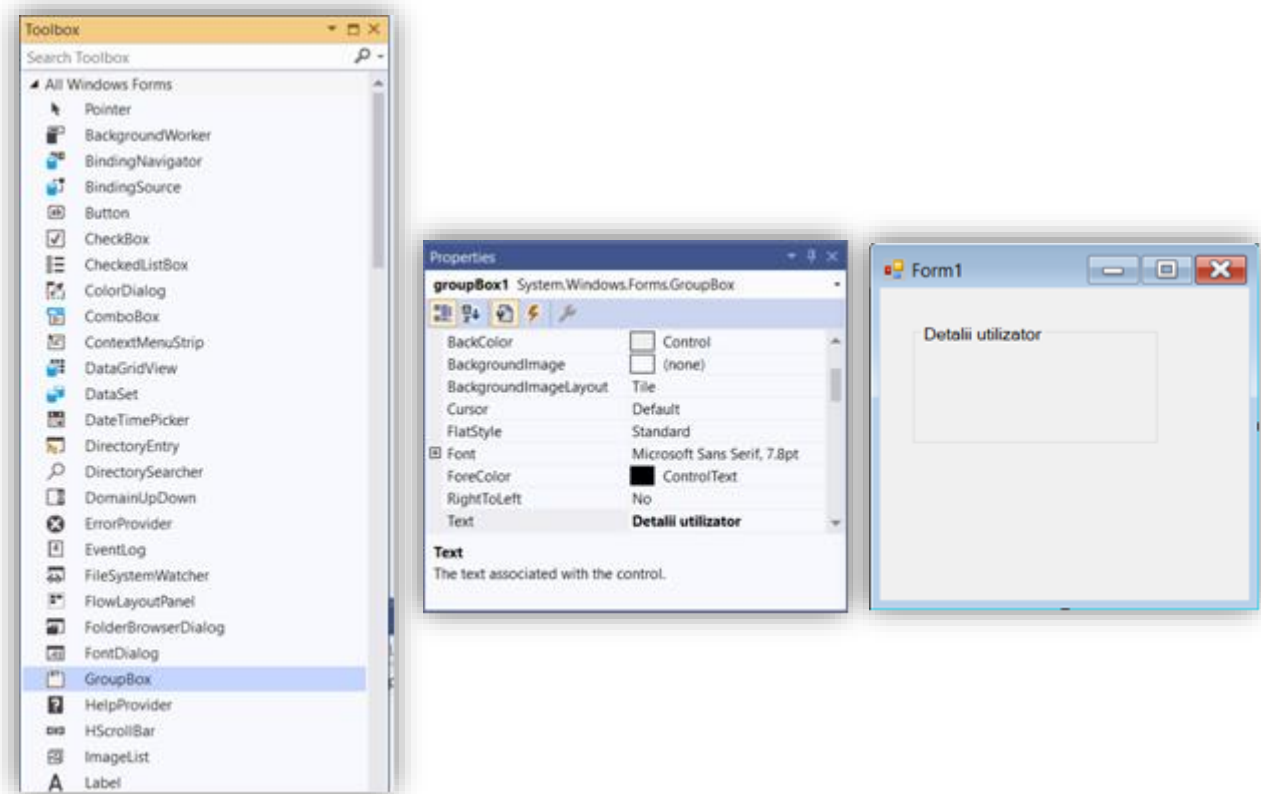 Toolbox
Search Toolbox
All Windows Forms
Pointer
BackgroundWorker
BindingNavigator
BindingSource
Button
CheckBox
CheckedListBox
ColorDialog
ComboBox
ContextMenuStrip
DataGridView
DataSet
DateTimePicker
DirectoryEntry
DirectorySearcher
DomainUpDown
ErrorProvider
EventLog
FileSystemWatcher
FlowLayoutPanel
FolderBrowserDialog
FontDialog
GroupBox
HelpProvider
HScrollBar
ImageList
Label
Properties
groupBox1 System.Windows.Forms.GroupBox
BackColor Control
BackgroundImage (none)
BackgroundImageLayout Tile
Cursor Default
FlatStyle Standard
Font Microsoft Sans Serif, 7.8pt
ForeColor ControlText
RightToLeft No
Text Detalii utilizator
Text
The text associated with the control.
Form1
Detalii utilizator